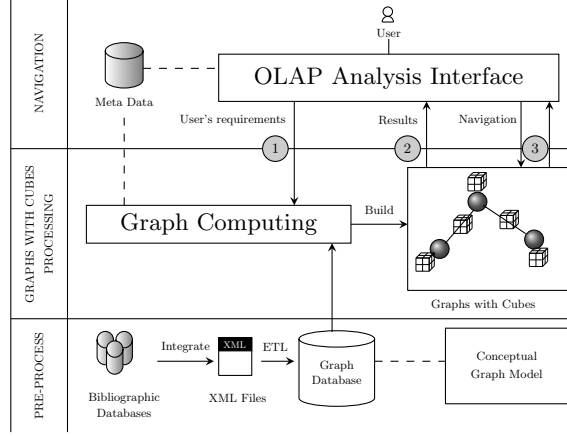 NAVIGATION
User
OLAP Analysis Interface
Meta Data
User's requirements
Results
Navigation
1
2
3
GRAPHS WITH CUBES
PROCESSING
Graph Computing
Build
Graphs with Cubes
PRE-PROCESS
Bibliographic
Databases
Integrate
XML
XML Files
ETL
Graph
Database
Conceptual
Graph Model